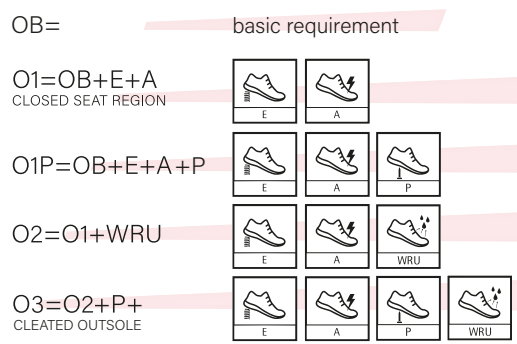 OB= basic requirement
O1=OB+E+A
CLOSED SEAT REGION
E A
O1P=OB+E+A+P
E A P
O2=O1+WRU
E A WRU
O3=O2+P+
CLEATED OUTSOLE
E A P WRU